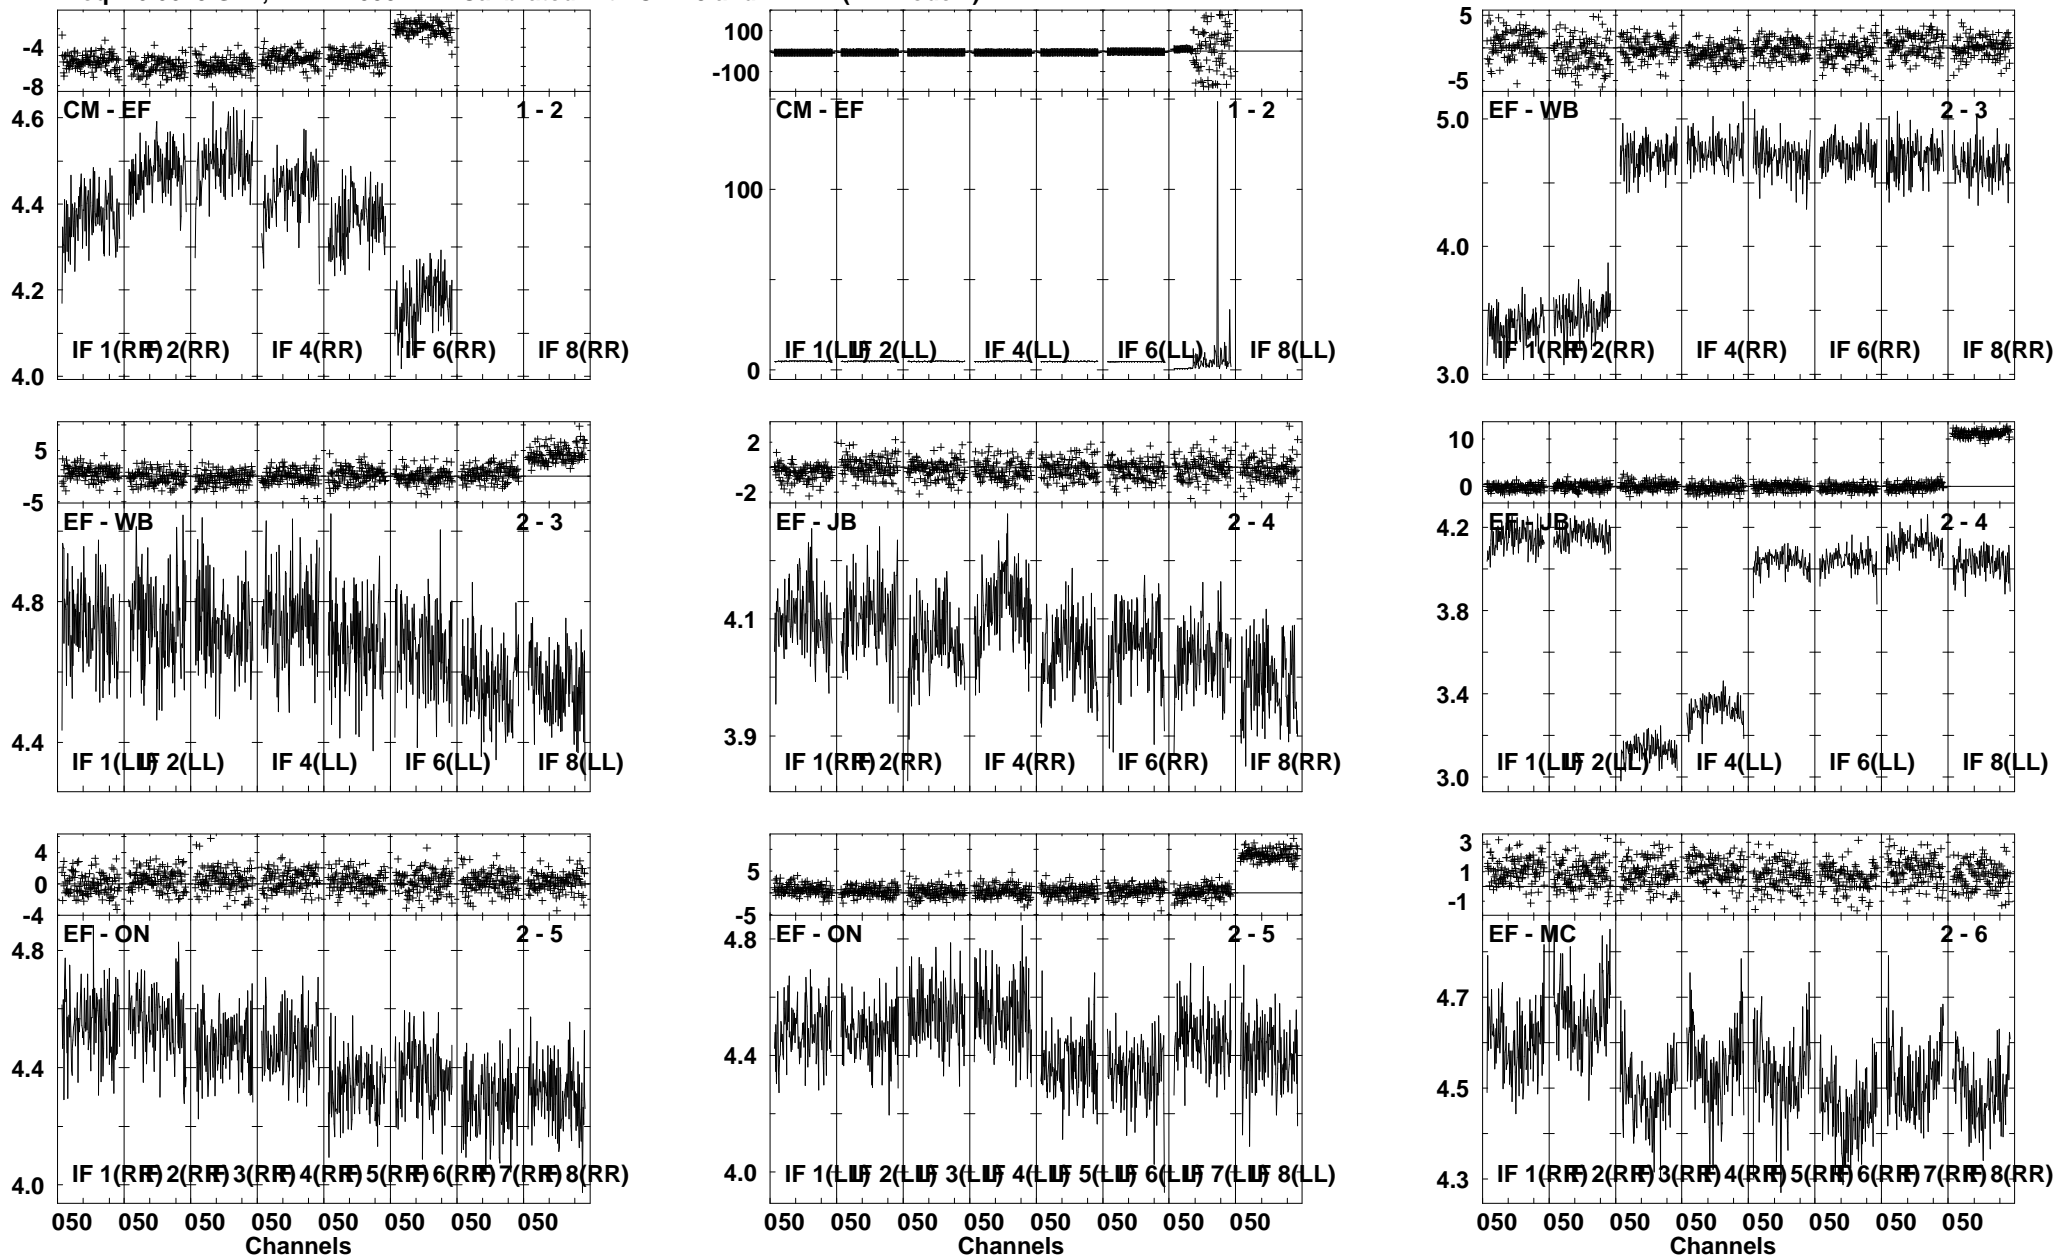 -4
-8
CM - EF 1 - 2
4.6
4.4
4.2
4.0
IF 1(RR) IF 2(RR) IF 4(RR) IF 6(RR) IF 8(RR)
100
-100
CM - EF 1 - 2
100
0
IF 1(LL) IF 2(LL) IF 4(LL) IF 6(LL) IF 8(LL)
5
-5
EF - WB 2 - 3
5.0
4.0
3.0
IF 1(RR) IF 2(RR) IF 4(RR) IF 6(RR) IF 8(RR)
5
-5
EF - WB 2 - 3
4.8
4.4
IF 1(LL) IF 2(LL) IF 4(LL) IF 6(LL) IF 8(LL)
2
-2
EF - JB 2 - 4
4.1
3.9
IF 1(RR) IF 2(RR) IF 4(RR) IF 6(RR) IF 8(RR)
10
0
EF - JB 2 - 4
4.2
3.8
3.4
3.0
IF 1(LL) IF 2(LL) IF 4(LL) IF 6(LL) IF 8(LL)
4
0
-4
EF - ON 2 - 5
4.8
4.4
4.0
IF 1(RR) IF 2(RR) IF 3(RR) IF 4(RR) IF 5(RR) IF 6(RR) IF 7(RR) IF 8(RR)
050 050 050 050 050 050 050 050
Channels
5
-5
EF - ON 2 - 5
4.8
4.4
4.0
IF 1(LL) IF 2(LL) IF 3(LL) IF 4(LL) IF 5(LL) IF 6(LL) IF 7(LL) IF 8(LL)
050 050 050 050 050 050 050 050
Channels
3
1
-1
EF - MC 2 - 6
4.7
4.5
4.3
IF 1(RR) IF 2(RR) IF 3(RR) IF 4(RR) IF 5(RR) IF 6(RR) IF 7(RR) IF 8(RR)
050 050 050 050 050 050 050 050
Channels